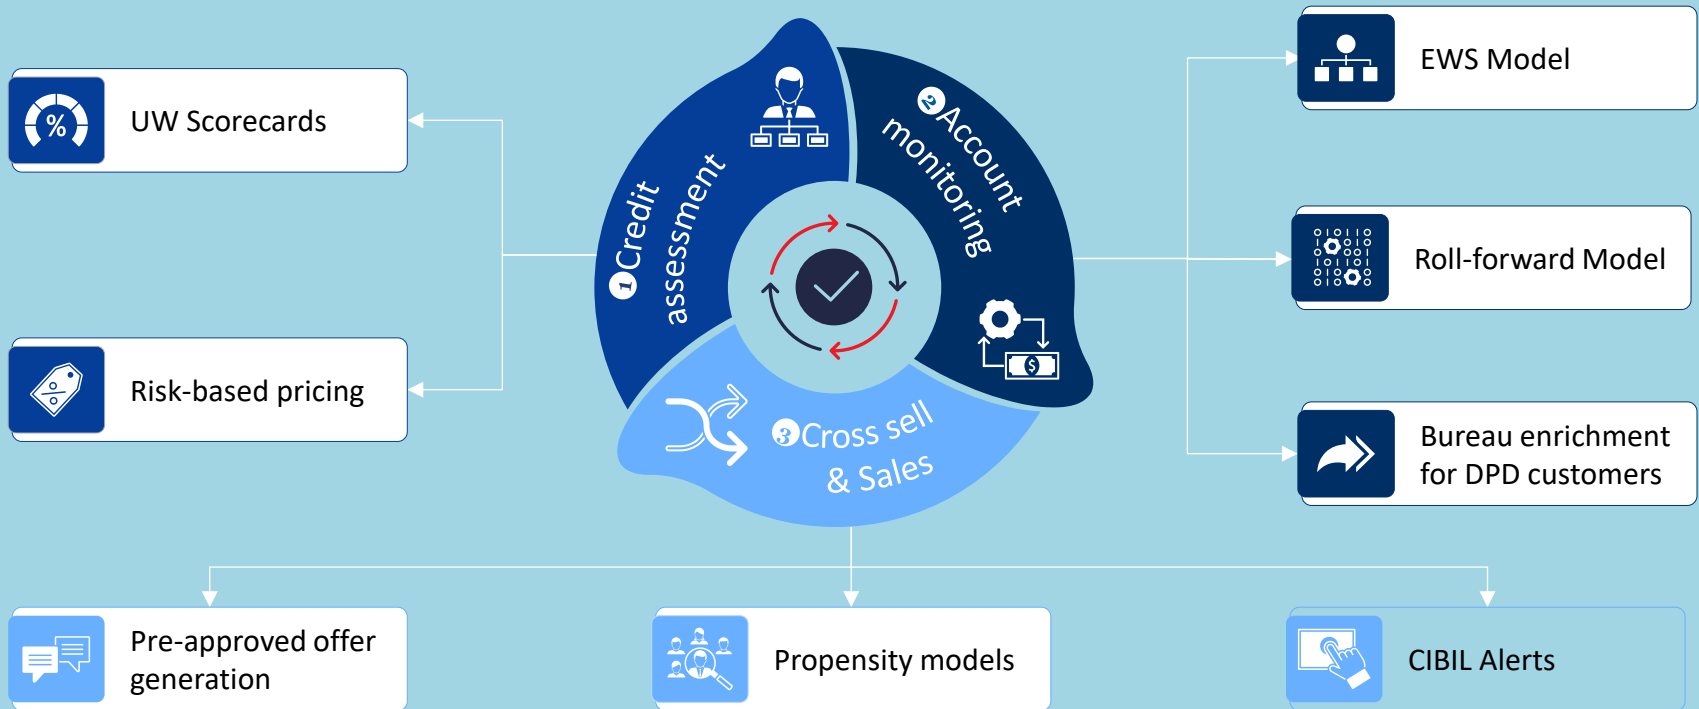 UW Scorecards
Risk-based pricing
1 Credit
assessment
2 Account
monitoring
EWS Model
Roll-forward Model
Bureau enrichment
for DPD customers
3 Cross sell
& Sales
Pre-approved offer
generation
Propensity models
CIBIL Alerts
%
$